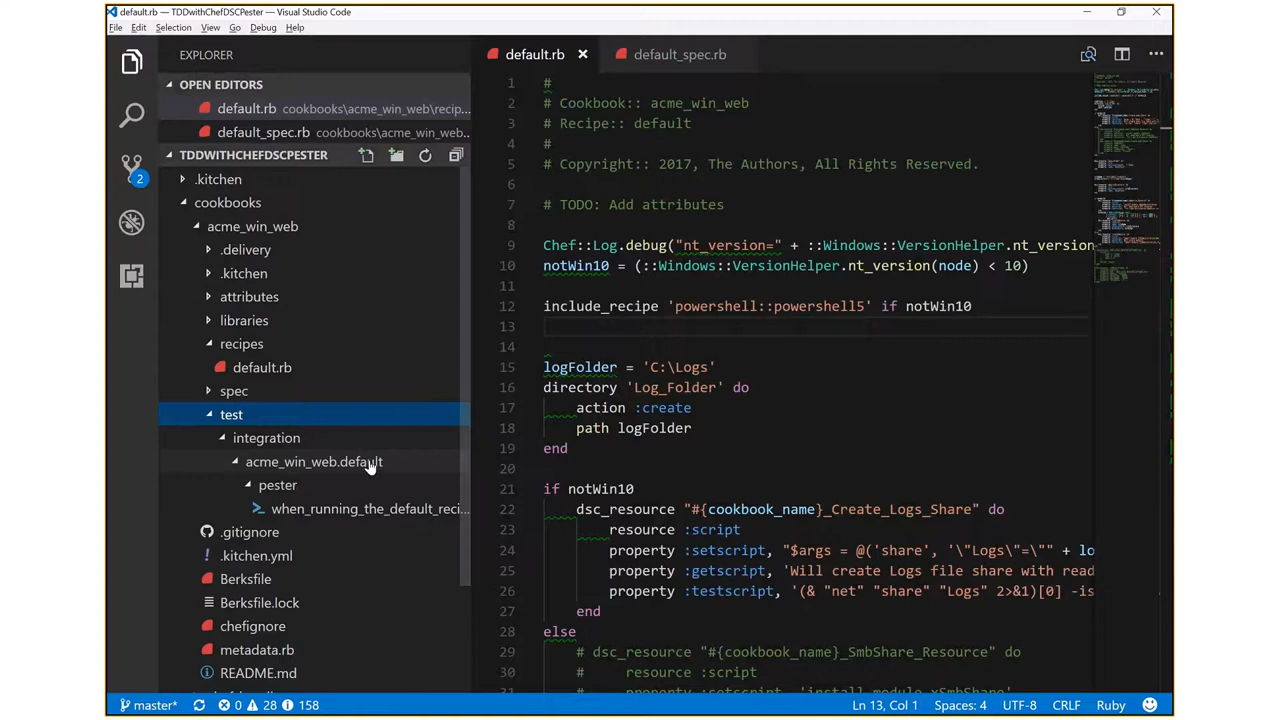 default.rb — TDDwithChefDSCPester — Visual Studio Code
File Edit Selection View Go Debug Help
EXPLORER
OPEN EDITORS
default.rb cookbooks\acme_win_web\recip...
default_spec.rb cookbooks\acme_win_web...
TDDWITHCHEFDSCPESTER
.kitchen
cookbooks
acme_win_web
.delivery
.kitchen
attributes
libraries
recipes
default.rb
spec
test
integration
acme_win_web.default
pester
when_running_the_default_reci...
.gitignore
.kitchen.yml
Berksfile
Berksfile.lock
chefignore
metadata.rb
README.md
2
default.rb default_spec.rb
1 #
2 # Cookbook:: acme_win_web
3 # Recipe:: default
4 #
5 # Copyright:: 2017, The Authors, All Rights Reserved.
6
7 # TODO: Add attributes
8
9 Chef::Log.debug("nt_version=" + ::Windows::VersionHelper.nt_version
10 notWin10 = (::Windows::VersionHelper.nt_version(node) < 10)
11
12 include_recipe 'powershell::powershell5' if notWin10
13
14
15 logFolder = 'C:\Logs'
16 directory 'Log_Folder' do
17 action :create
18 path logFolder
19 end
20
21 if notWin10
22 dsc_resource "#{cookbook_name}_Create_Logs_Share" do
23 resource :script
24 property :setscript, "$args = @('share', '\"Logs\"=\"" + lo
25 property :getscript, 'Will create Logs file share with read
26 property :testscript, '(& "net" "share" "Logs" 2>&1)[0] -is
27 end
28 else
29 # dsc_resource "#{cookbook_name}_SmbShare_Resource" do
30 # resource :script
31 # property :setscript, 'install_module xSmbShare'
master* 0 28 158 Ln 13, Col 1 Spaces: 4 UTF-8 CRLF Ruby